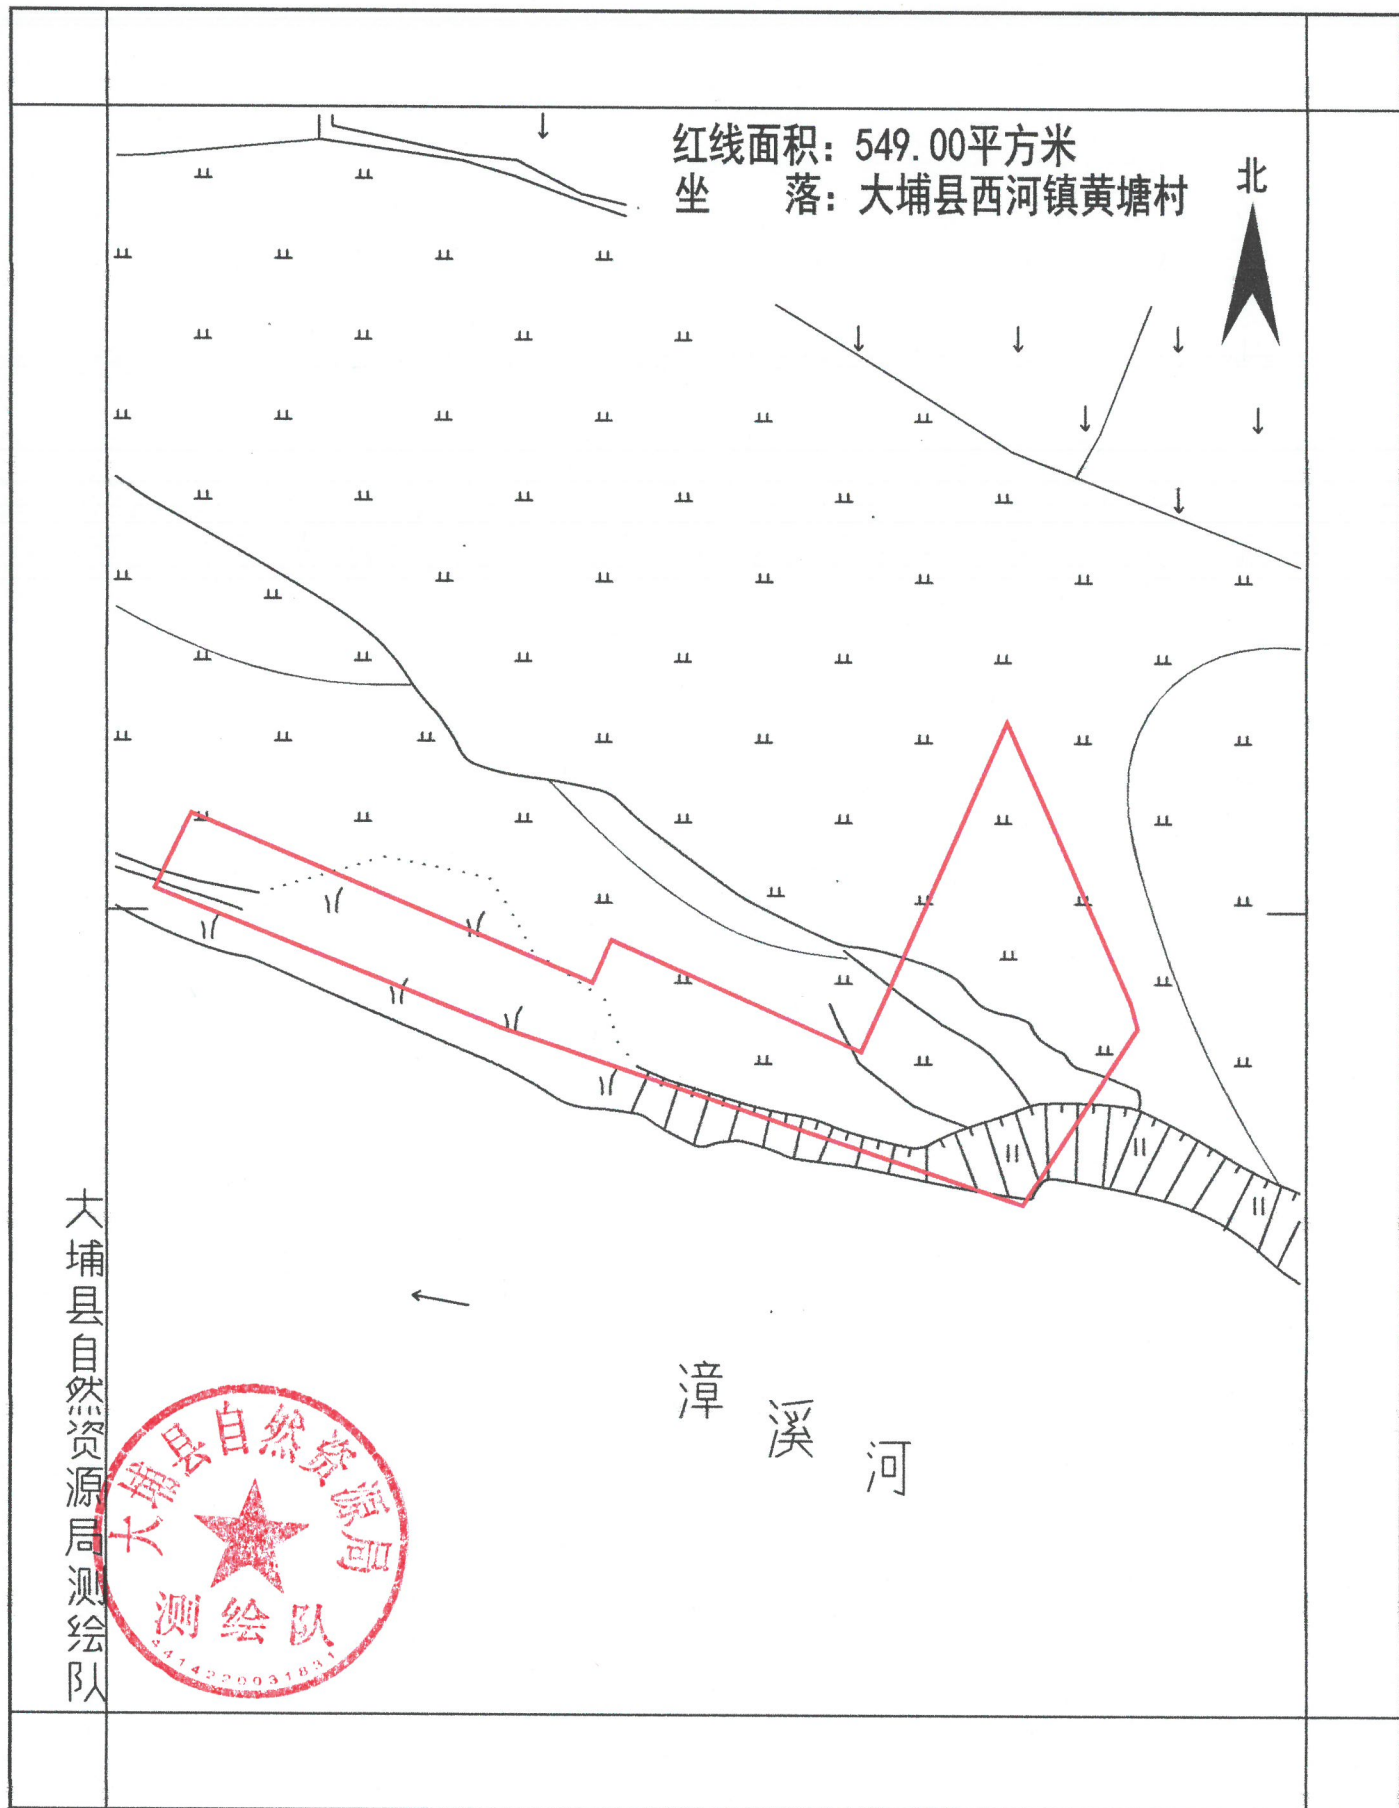 红线面积：549.00平方米
坐　　落：大埔县西河镇黄塘村
北
漳溪河
大埔县自然资源局测绘队
大埔县自然资源局
测绘队
4414220031831